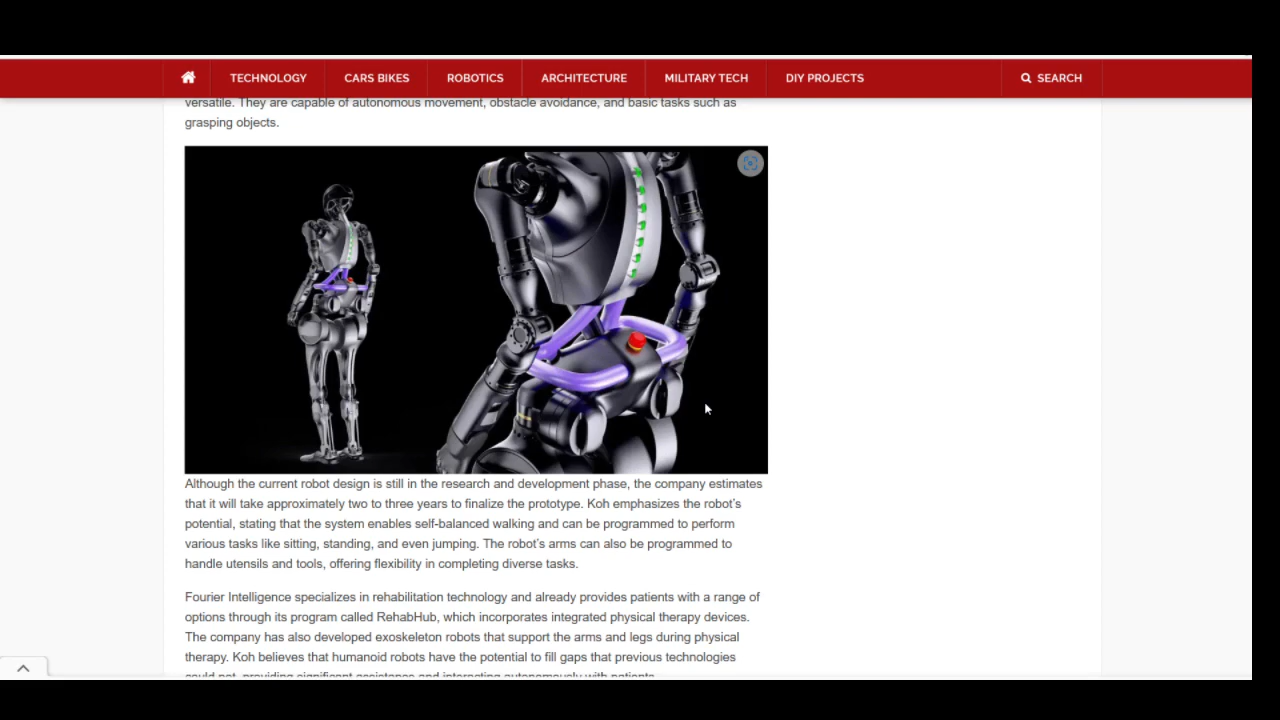 TECHNOLOGY CARS BIKES ROBOTICS ARCHITECTURE MILITARY TECH DIY PROJECTS SEARCH
versatile. They are capable of autonomous movement, obstacle avoidance, and basic tasks such as
grasping objects.
Although the current robot design is still in the research and development phase, the company estimates
that it will take approximately two to three years to finalize the prototype. Koh emphasizes the robot’s
potential, stating that the system enables self-balanced walking and can be programmed to perform
various tasks like sitting, standing, and even jumping. The robot’s arms can also be programmed to
handle utensils and tools, offering flexibility in completing diverse tasks.
Fourier Intelligence specializes in rehabilitation technology and already provides patients with a range of
options through its program called RehabHub, which incorporates integrated physical therapy devices.
The company has also developed exoskeleton robots that support the arms and legs during physical
therapy. Koh believes that humanoid robots have the potential to fill gaps that previous technologies
could not, providing significant assistance and interacting autonomously with patients.